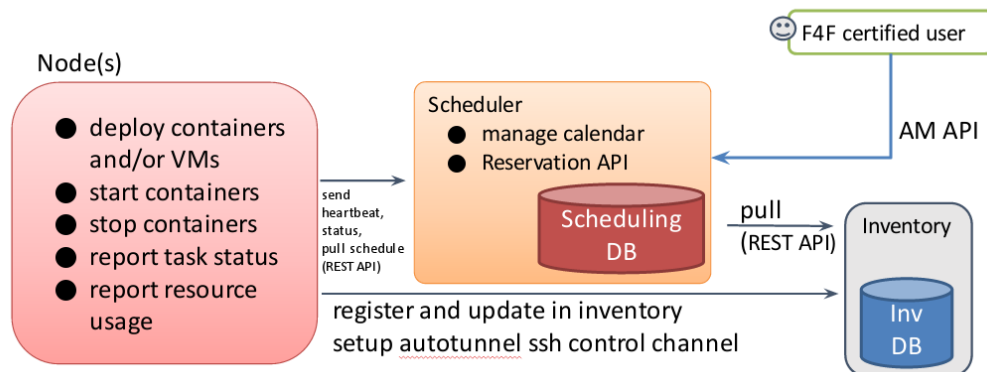 F4F certified user
Node(s)
● deploy containers
and/or VMs
● start containers
● stop containers
● report task status
● report resource
usage
send
heartbeat,
status,
pull schedule
(REST API)
Scheduler
● manage calendar
● Reservation API
Scheduling
DB
AM API
pull
(REST API)
Inventory
Inv
DB
register and update in inventory
setup autotunnel ssh control channel